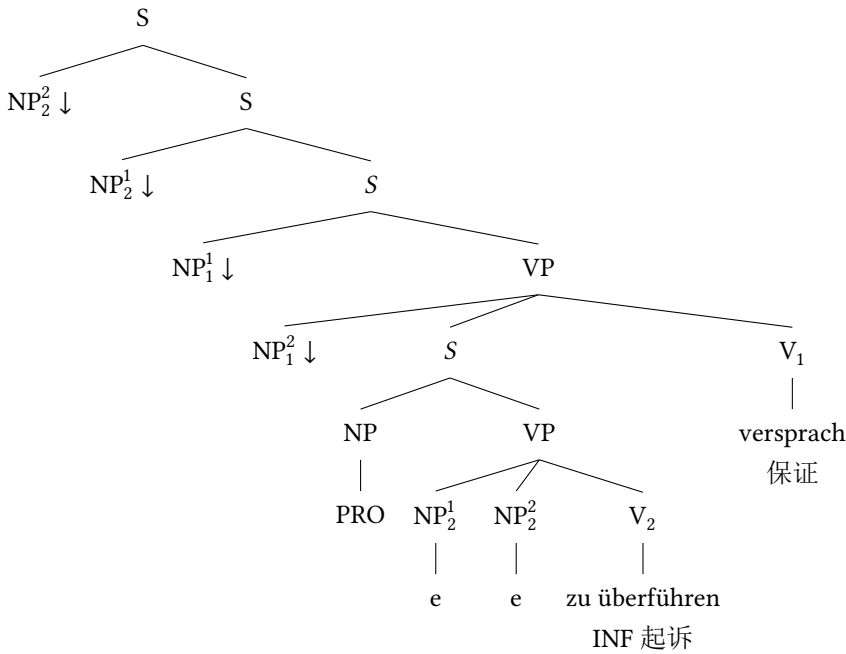 S
NP₂² ↓ S
NP₂¹ ↓ S
NP₁¹ ↓ VP
NP₁² ↓ S V₁
NP VP versprach
保证
PRO NP₂¹ NP₂² V₂
e e zu überführen
INF 起诉